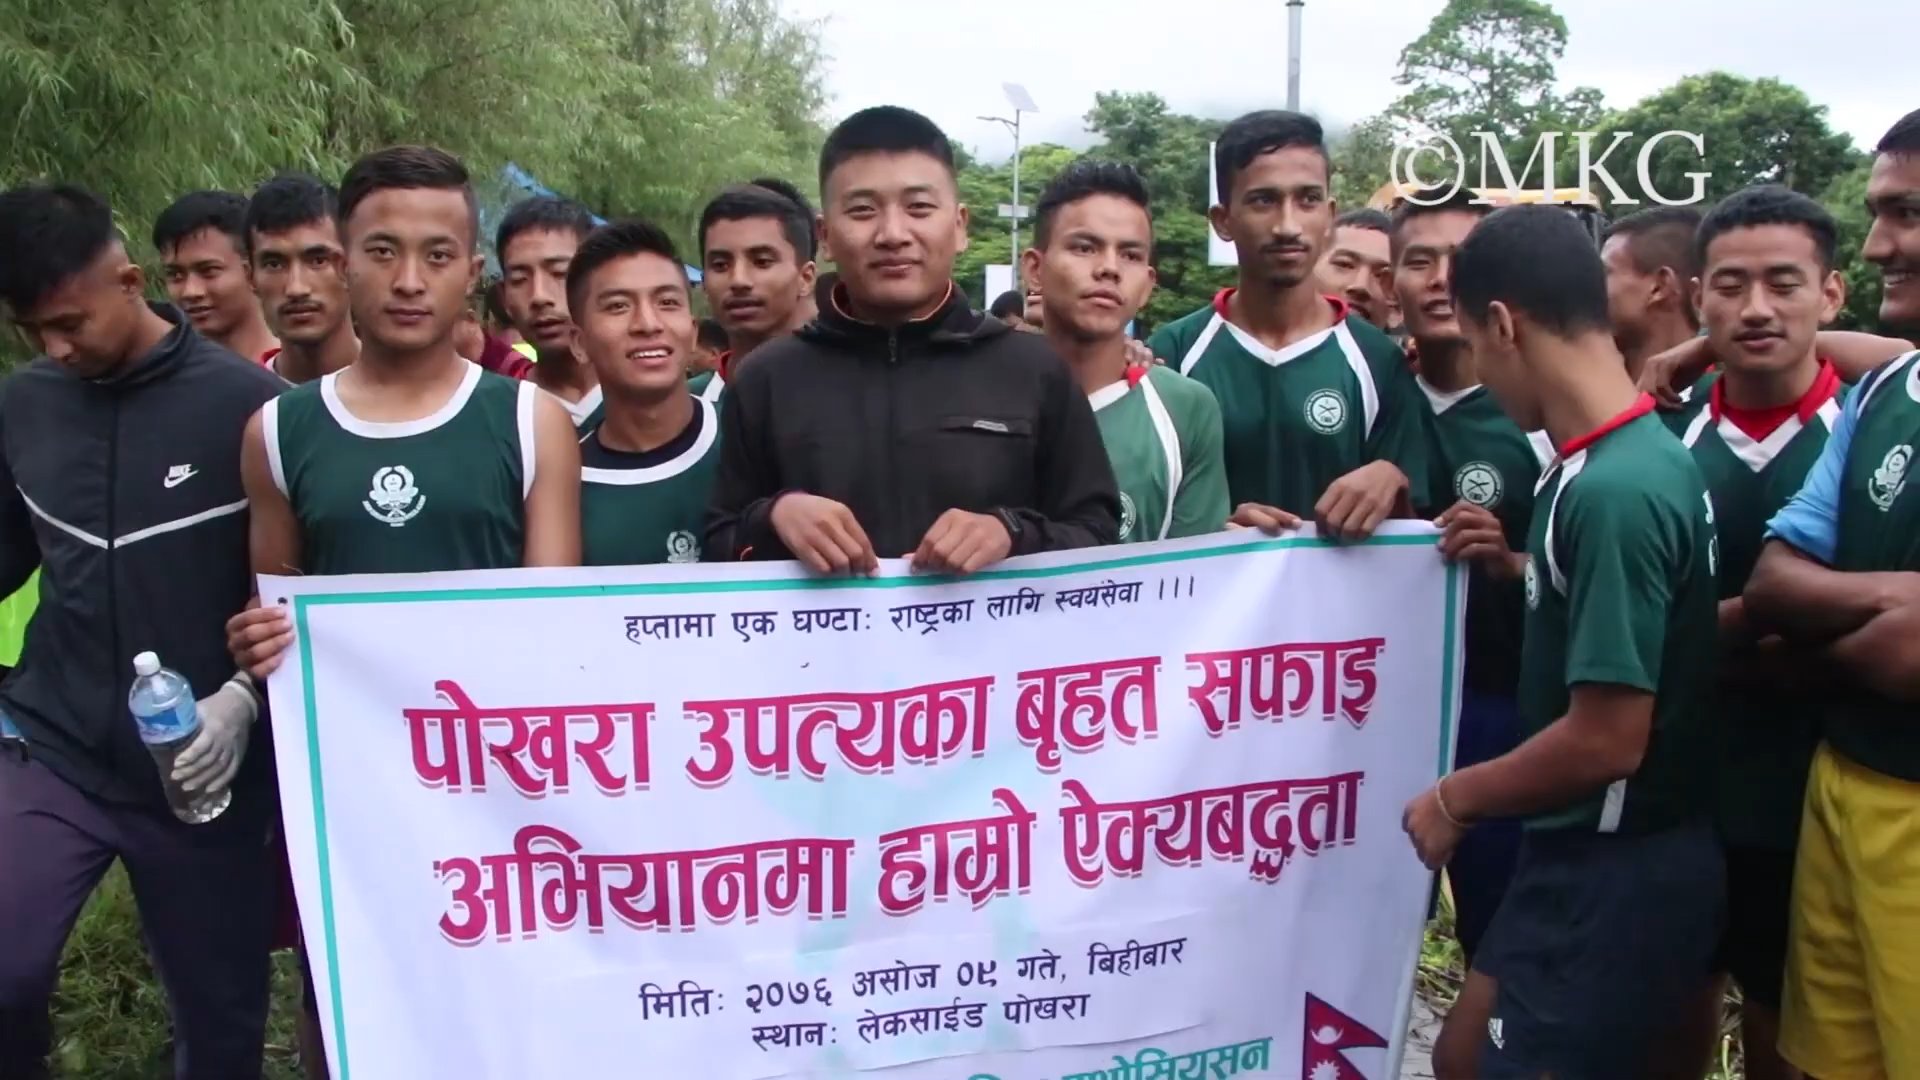 ©MKG
NIKE
हप्तामा एक घण्टाः राष्ट्रका लागि स्वयंसेवा ।।।
पोखरा उपत्यका बृहत सफाइ
अभियानमा हाम्रो ऐक्यबद्धता
मितिः २०७६ असोज ०९ गते, बिहीबार
स्थानः लेकसाईड पोखरा